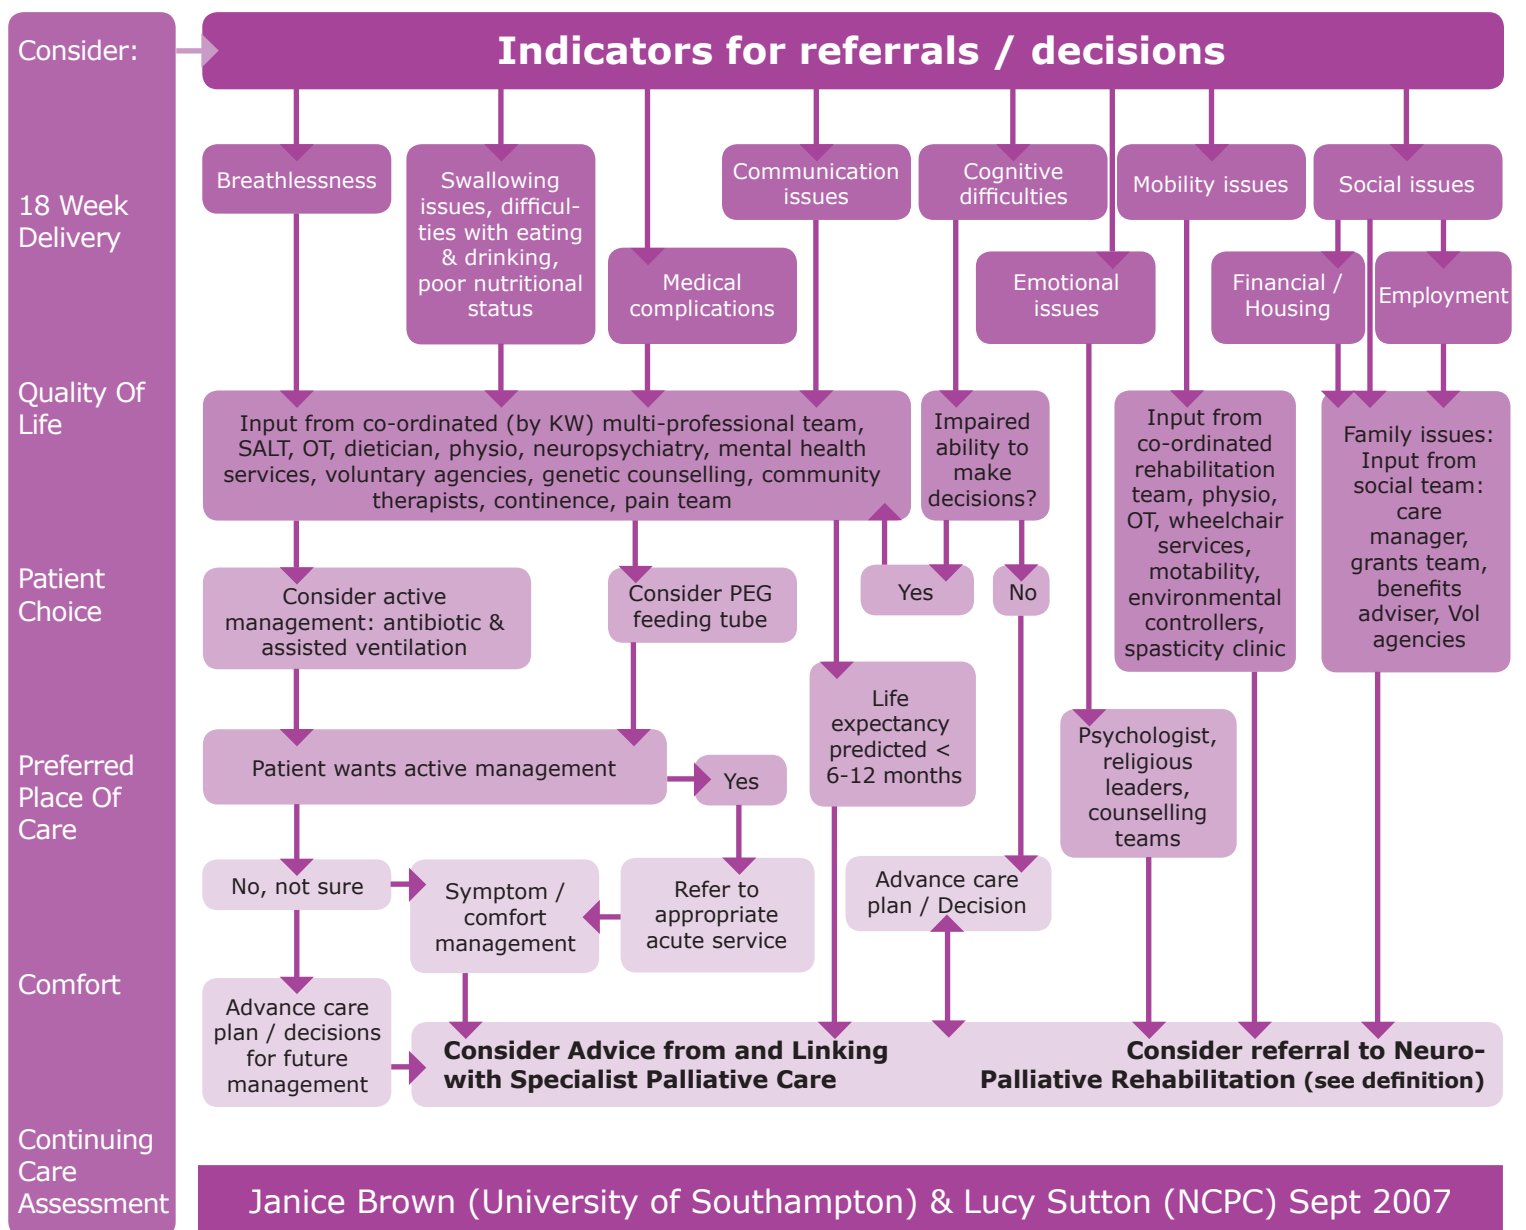 Consider:
Indicators for referrals / decisions
18 Week
Delivery
Quality Of
Life
Patient
Choice
Preferred
Place Of
Care
Comfort
Continuing
Care
Assessment
Breathlessness
Swallowing
issues, difficul-
ties with eating
& drinking,
poor nutritional
status
Medical
complications
Communication
issues
Cognitive
difficulties
Emotional
issues
Mobility issues
Social issues
Financial /
Housing
Employment
Input from co-ordinated (by KW) multi-professional team,
SALT, OT, dietician, physio, neuropsychiatry, mental health
services, voluntary agencies, genetic counselling, community
therapists, continence, pain team
Impaired
ability to
make
decisions?
Input from
co-ordinated
rehabilitation
team, physio,
OT, wheelchair
services,
motability,
environmental
controllers,
spasticity clinic
Family issues:
Input from
social team:
care
manager,
grants team,
benefits
adviser, Vol
agencies
Consider active
management: antibiotic &
assisted ventilation
Consider PEG
feeding tube
Yes
No
Life
expectancy
predicted <
6-12 months
Psychologist,
religious
leaders,
counselling
teams
Patient wants active management
Yes
No, not sure
Symptom /
comfort
management
Refer to
appropriate
acute service
Advance care
plan / Decision
Advance care
plan / decisions
for future
management
Consider Advice from and Linking
with Specialist Palliative Care
Consider referral to Neuro-
Palliative Rehabilitation (see definition)
Janice Brown (University of Southampton) & Lucy Sutton (NCPC) Sept 2007